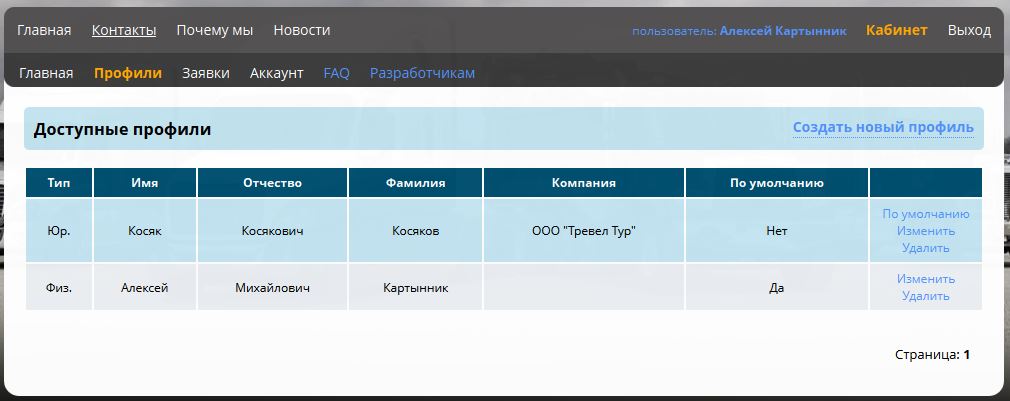 Главная Контакты Почему мы Новости пользователь: Алексей Картынник Кабинет Выход
Главная Профили Заявки Аккаунт FAQ Разработчикам
Доступные профили Создать новый профиль
Тип Имя Отчество Фамилия Компания По умолчанию
Юр. Косяк Косякович Косяков ООО "Тревел Тур" Нет По умолчанию
Изменить
Удалить
Физ. Алексей Михайлович Картынник Да Изменить
Удалить
Страница: 1